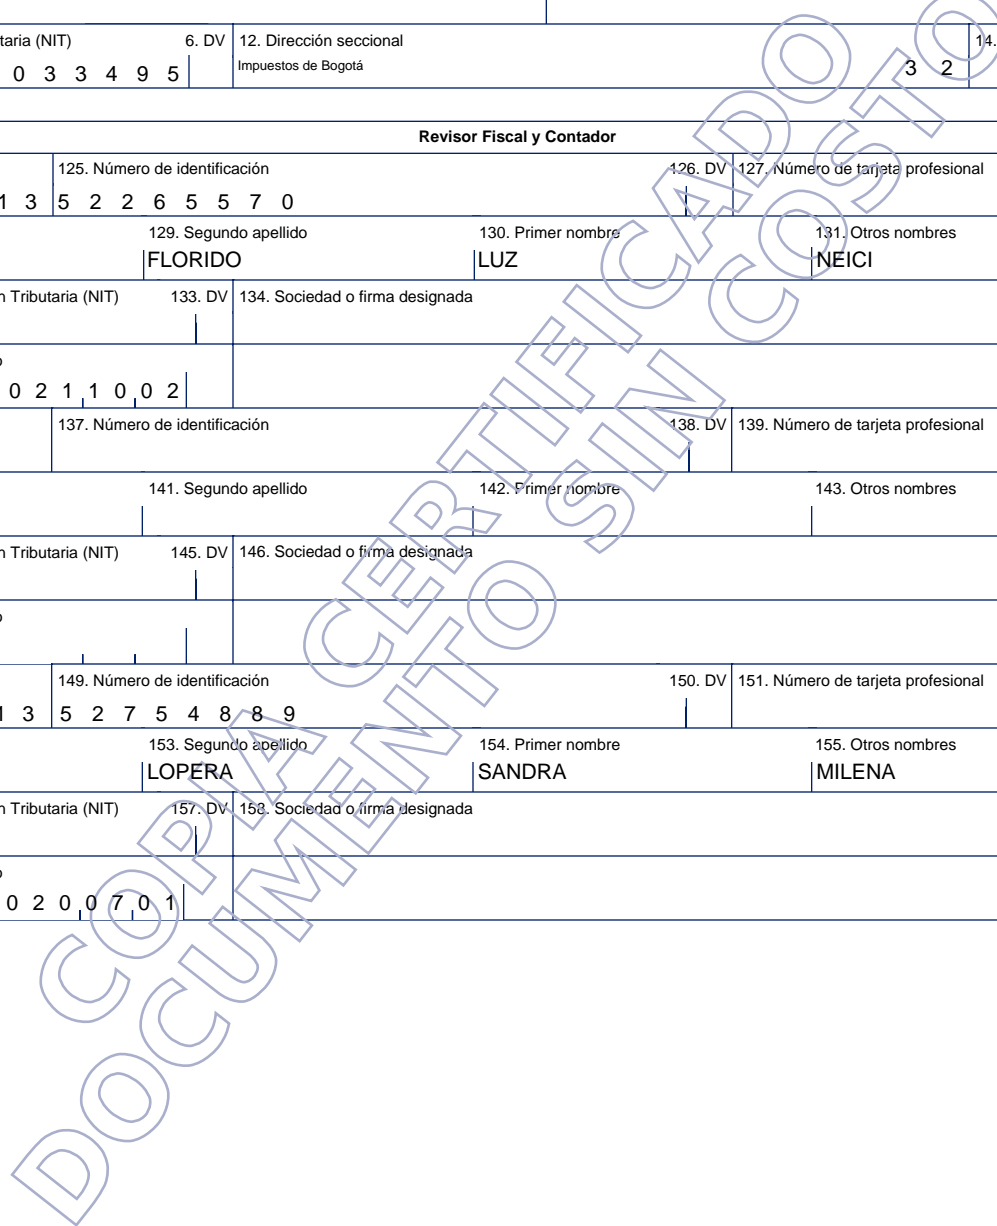 taria (NIT) 6. DV 12. Dirección seccional 14.
0 3 3 4 9 5 Impuestos de Bogotá 3 2
Revisor Fiscal y Contador
125. Número de identificación 126. DV 127. Número de tarjeta profesional
1 3 5 2 2 6 5 5 7 0
129. Segundo apellido 130. Primer nombre 131. Otros nombres
FLORIDO LUZ NEICI
n Tributaria (NIT) 133. DV 134. Sociedad o firma designada
o
0 2 1 1 0 0 2
137. Número de identificación 138. DV 139. Número de tarjeta profesional
141. Segundo apellido 142. Primer nombre 143. Otros nombres
n Tributaria (NIT) 145. DV 146. Sociedad o firma designada
o
149. Número de identificación 150. DV 151. Número de tarjeta profesional
1 3 5 2 7 5 4 8 8 9
153. Segundo apellido 154. Primer nombre 155. Otros nombres
LOPERA SANDRA MILENA
n Tributaria (NIT) 157. DV 158. Sociedad o firma designada
o
0 2 0 0 7 0 1
COPIA CERTIFICADO
DOCUMENTO SIN COSTO